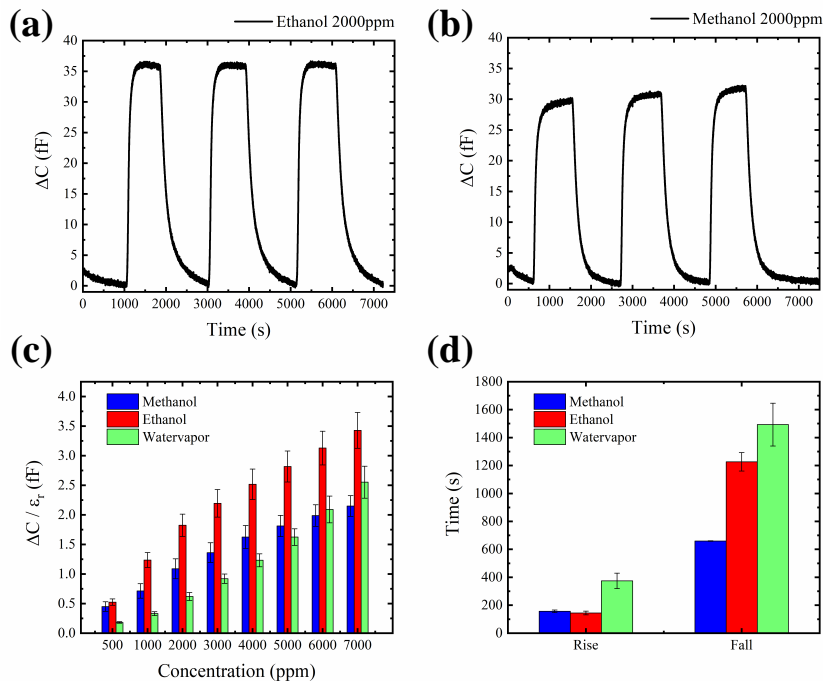 (a)
Ethanol 2000ppm
40
35
30
25
20
15
10
5
0
ΔC (fF)
0 1000 2000 3000 4000 5000 6000 7000
Time (s)
(b)
Methanol 2000ppm
40
35
30
25
20
15
10
5
0
ΔC (fF)
0 1000 2000 3000 4000 5000 6000 7000
Time (s)
(c)
Methanol
Ethanol
Watervapor
4.0
3.5
3.0
2.5
2.0
1.5
1.0
0.5
0.0
ΔC / εr (fF)
500 1000 2000 3000 4000 5000 6000 7000
Concentration (ppm)
(d)
Methanol
Ethanol
Watervapor
1800
1600
1400
1200
1000
800
600
400
200
0
Time (s)
Rise Fall